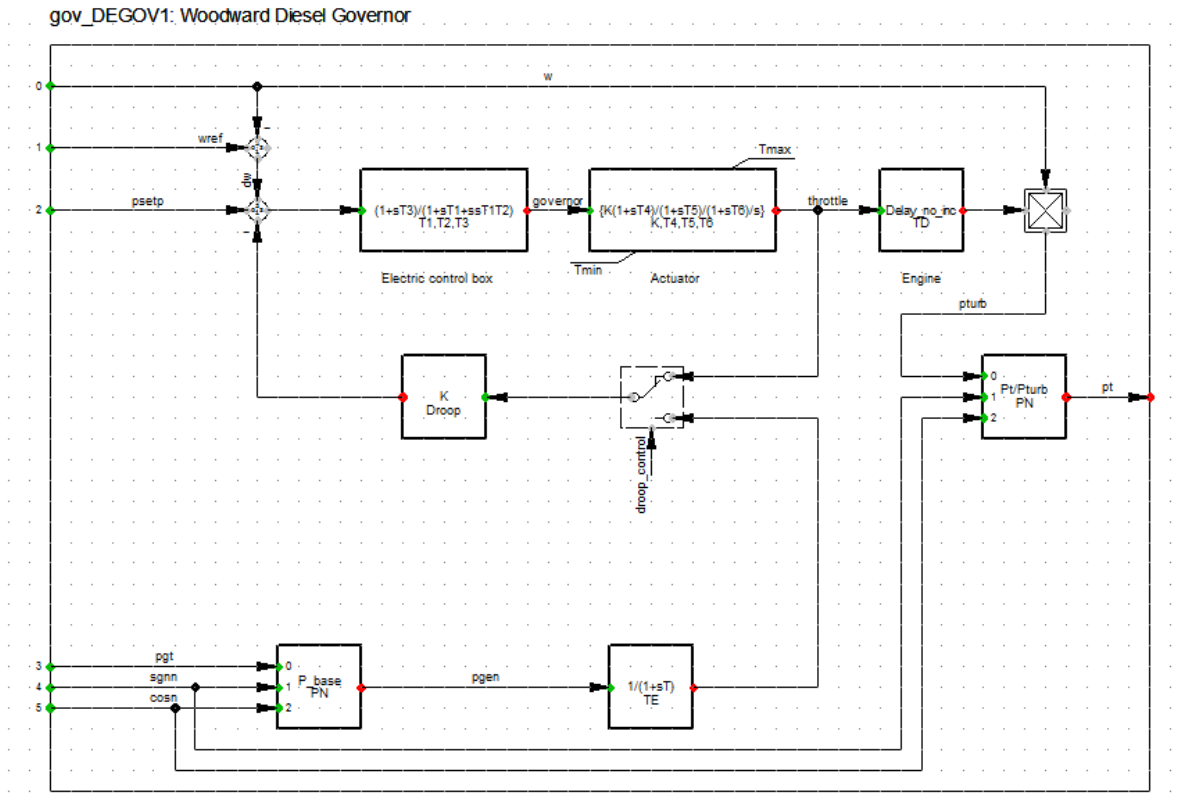 gov_DEGOV1: Woodward Diesel Governor
0
w
-
1
wref
Tmax
dw
2
psetp
-
(1+sT3)/(1+sT1+ssT1T2)
T1,T2,T3
governor
{K(1+sT4)/(1+sT5)/(1+sT6)/s}
K,T4,T5,T6
throttle
Delay_no_inc
TD
Tmin
Electric control box
Actuator
Engine
pturb
K
Droop
0
1
2
Pt/Pturb
PN
pt
droop_control
3
pgt
4
sgnn
5
cosn
0
1
2
P_base
PN
pgen
1/(1+sT)
TE